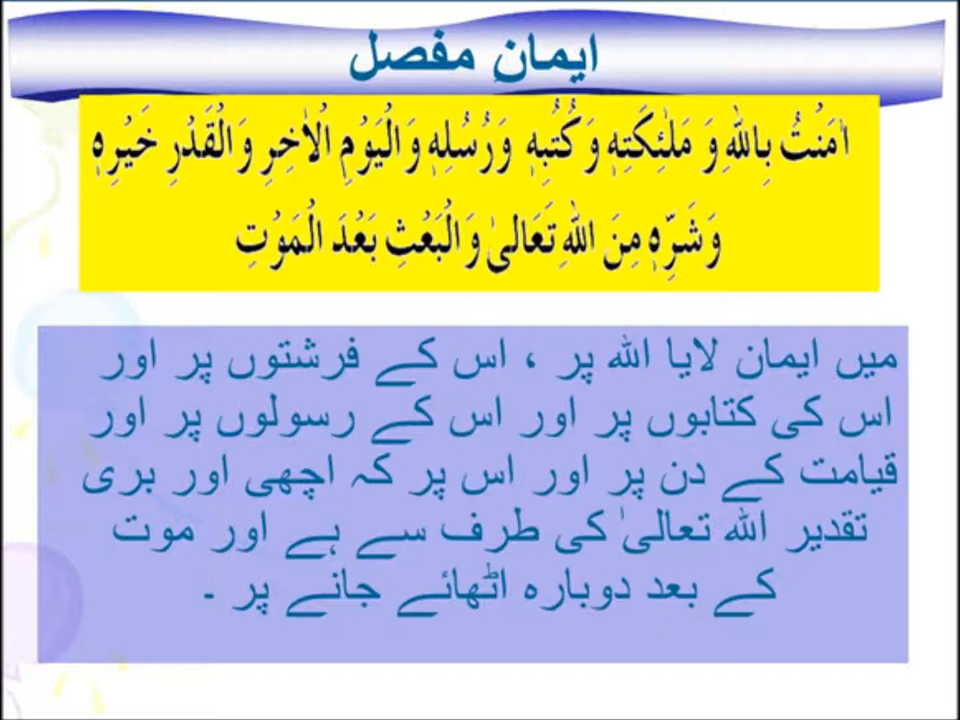 ایمانِ مفصل
اٰمَنْتُ بِاللّٰهِ وَ مَلٰٓئِكَتِهٖ وَ كُتُبِهٖ وَرُسُلِهٖ وَالْيَوْمِ الْاٰخِرِ وَالْقَدْرِ خَيْرِهٖ
وَشَرِّهٖ مِنَ اللّٰهِ تَعَالىٰ وَالْبَعْثِ بَعْدَ الْمَوْتِ
میں ایمان لایا اللہ پر ، اس کے فرشتوں پر اور
اس کی کتابوں پر اور اس کے رسولوں پر اور
قیامت کے دن پر اور اس پر کہ اچھی اور بری
تقدیر اللہ تعالیٰ کی طرف سے ہے اور موت
کے بعد دوبارہ اٹھائے جانے پر ۔